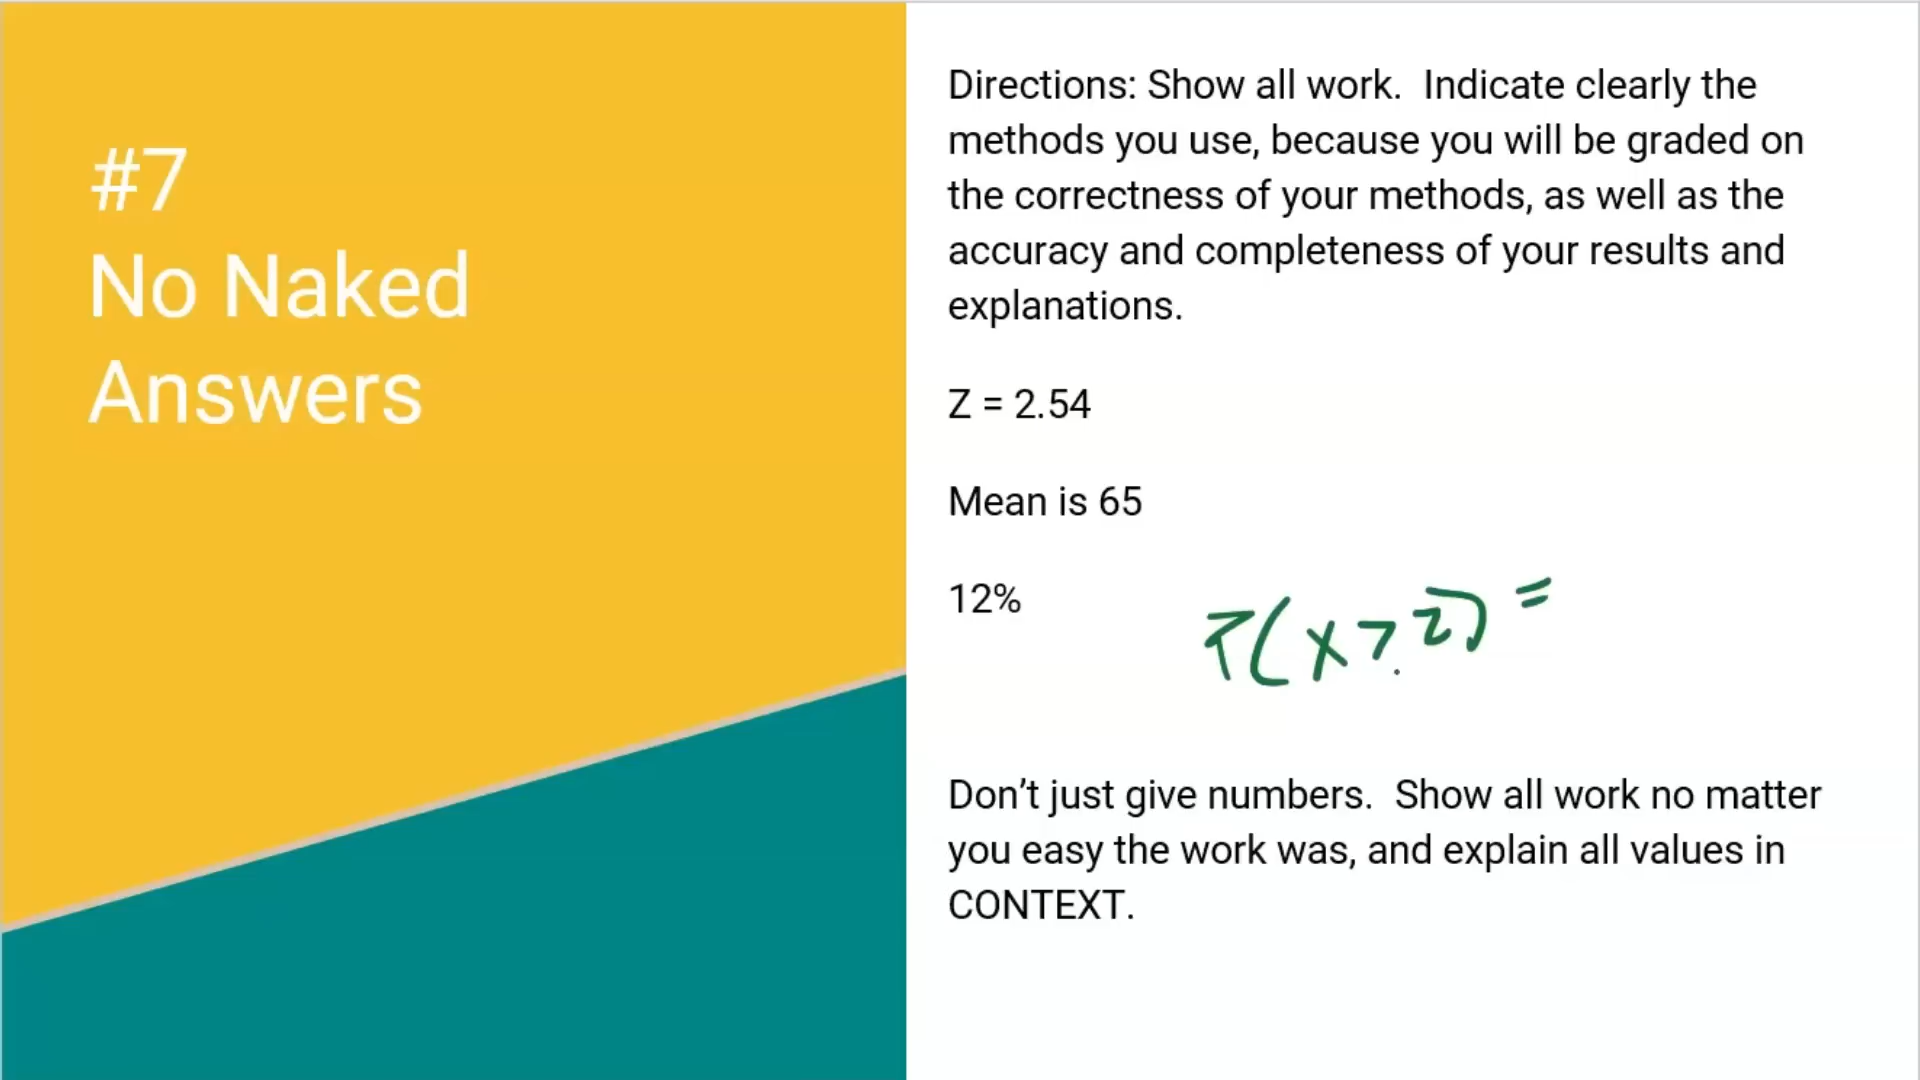 #7
No Naked
Answers
Directions: Show all work.  Indicate clearly the
methods you use, because you will be graded on
the correctness of your methods, as well as the
accuracy and completeness of your results and
explanations.
Z = 2.54
Mean is 65
12%
P(X > 2) =
Don’t just give numbers.  Show all work no matter
you easy the work was, and explain all values in
CONTEXT.